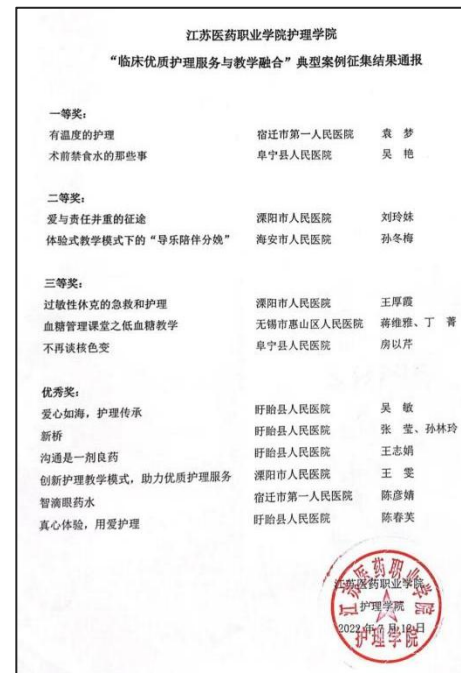 江苏医药职业学院护理学院
“临床优质护理服务与教学融合”典型案例征集结果通报
一等奖:
有温度的护理 宿迁市第一人民医院 袁 梦
术前禁食水的那些事 阜宁县人民医院 吴 艳
二等奖:
爱与责任并重的征途 溧阳市人民医院 刘玲妹
体验式教学模式下的“导乐陪伴分娩” 海安市人民医院 孙冬梅
三等奖:
过敏性休克的急救和护理 溧阳市人民医院 王厚霞
血糖管理课堂之低血糖教学 无锡市惠山区人民医院 蒋维雅、丁 菁
不再谈核色变 阜宁县人民医院 房以芹
优秀奖:
爱心如海，护理传承 盱眙县人民医院 吴 敏
新桥 盱眙县人民医院 张 莹、孙林玲
沟通是一剂良药 盱眙县人民医院 王志娟
创新护理教学模式，助力优质护理服务 溧阳市人民医院 王 雯
智滴眼药水 宿迁市第一人民医院 陈彦婧
真心体验，用爱护理 盱眙县人民医院 陈春芙
江苏医药职业学院
护理学院
2022年7月12日
江苏医药职业学院
护理学院